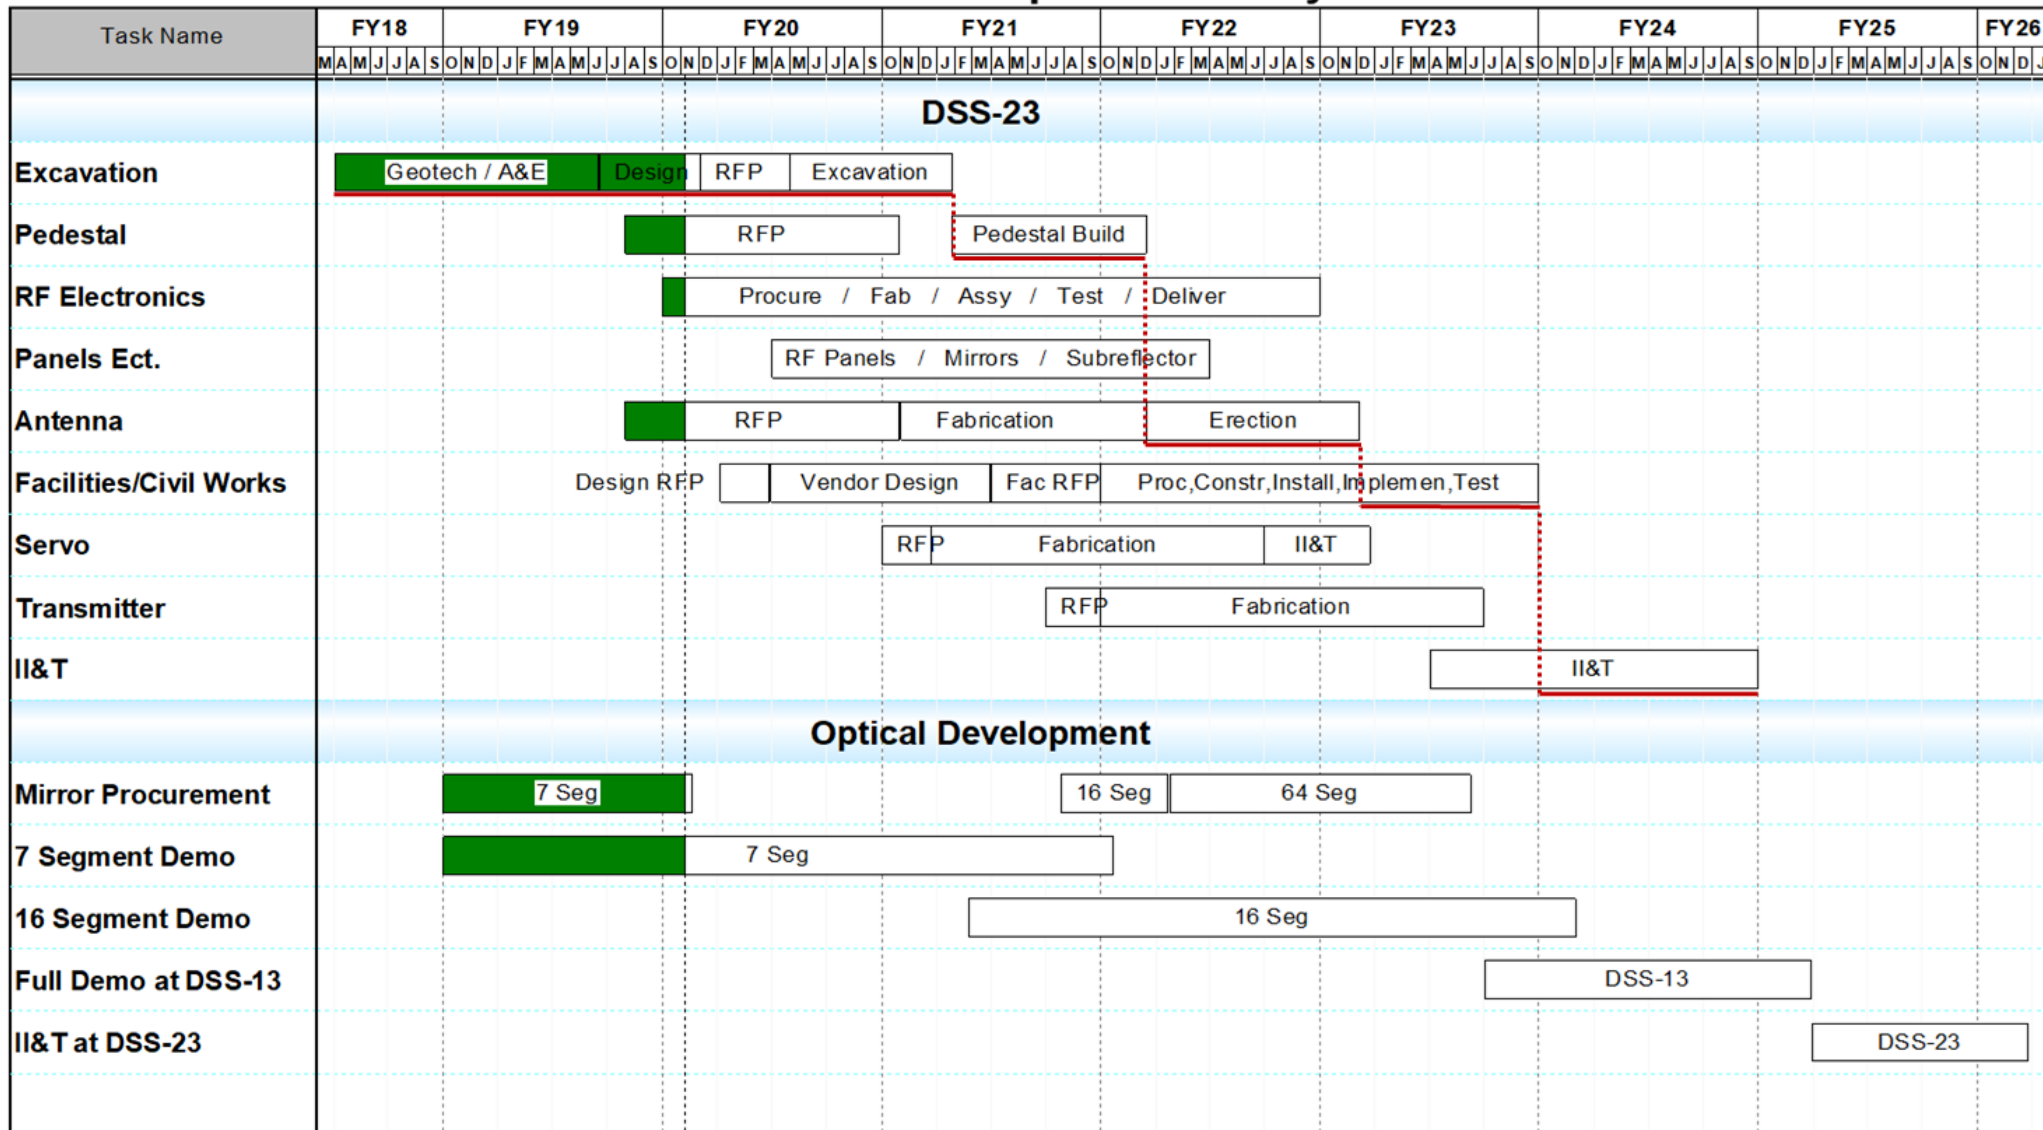 Task Name FY18 FY19 FY20 FY21 FY22 FY23 FY24 FY25 FY26
M A M J J A S O N D J F M A M J J A S O N D J F M A M J J A S O N D J F M A M J J A S O N D J F M A M J J A S O N D J F M A M J J A S O N D J F M A M J J A S O N D J F M A M J J A S O N D J
DSS-23
Excavation Geotech / A&E Design RFP Excavation
Pedestal RFP Pedestal Build
RF Electronics Procure / Fab / Assy / Test / Deliver
Panels Ect. RF Panels / Mirrors / Subreflector
Antenna RFP Fabrication Erection
Facilities/Civil Works Design RFP Vendor Design Fac RFP Proc,Constr,Install,Implemen,Test
Servo RFP Fabrication II&T
Transmitter RFP Fabrication
II&T II&T
Optical Development
Mirror Procurement 7 Seg 16 Seg 64 Seg
7 Segment Demo 7 Seg
16 Segment Demo 16 Seg
Full Demo at DSS-13 DSS-13
II&T at DSS-23 DSS-23